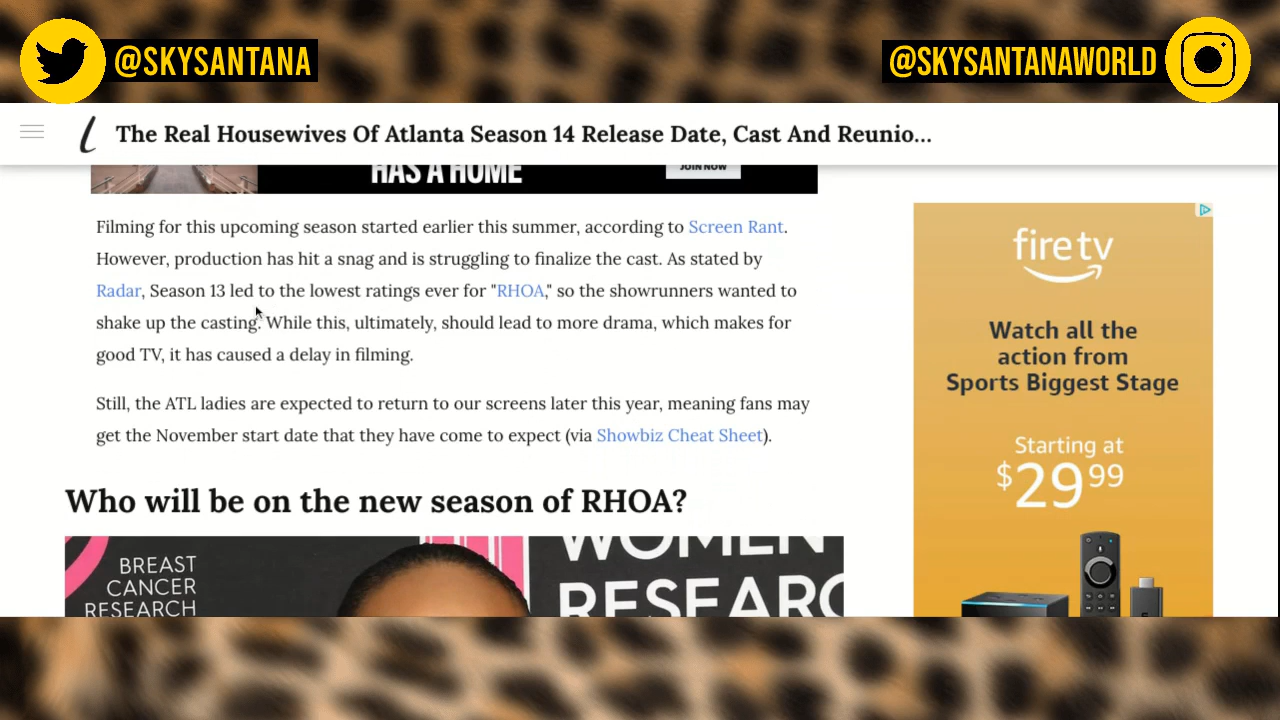 @SKYSANTANA
@SKYSANTANAWORLD
The Real Housewives Of Atlanta Season 14 Release Date, Cast And Reunio...
HAS A HOME
JOIN NOW
Filming for this upcoming season started earlier this summer, according to Screen Rant.
However, production has hit a snag and is struggling to finalize the cast. As stated by
Radar, Season 13 led to the lowest ratings ever for "RHOA," so the showrunners wanted to
shake up the casting. While this, ultimately, should lead to more drama, which makes for
good TV, it has caused a delay in filming.
Still, the ATL ladies are expected to return to our screens later this year, meaning fans may
get the November start date that they have come to expect (via Showbiz Cheat Sheet).
Who will be on the new season of RHOA?
BREAST
CANCER
RESEARCH
WOMEN
RESEARC
fire tv
Watch all the
action from
Sports Biggest Stage
Starting at
$29.99